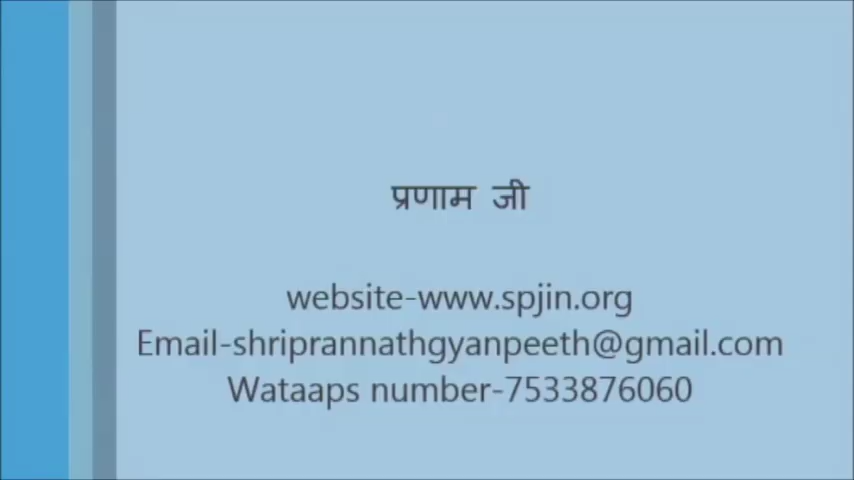 प्रणाम जी
website-www.spjin.org
Email-shriprannathgyanpeeth@gmail.com
Wataaps number-7533876060